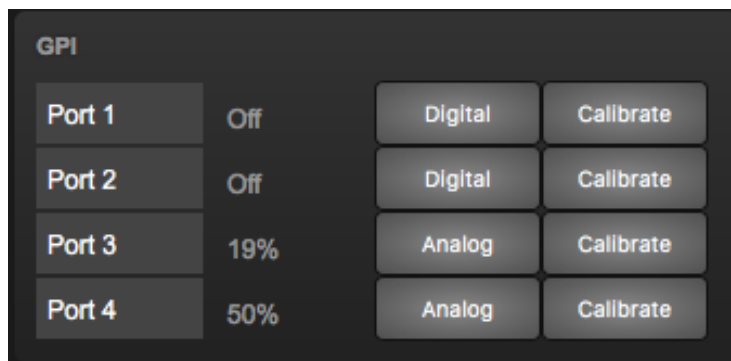 GPI
Port 1 Off Digital Calibrate
Port 2 Off Digital Calibrate
Port 3 19% Analog Calibrate
Port 4 50% Analog Calibrate